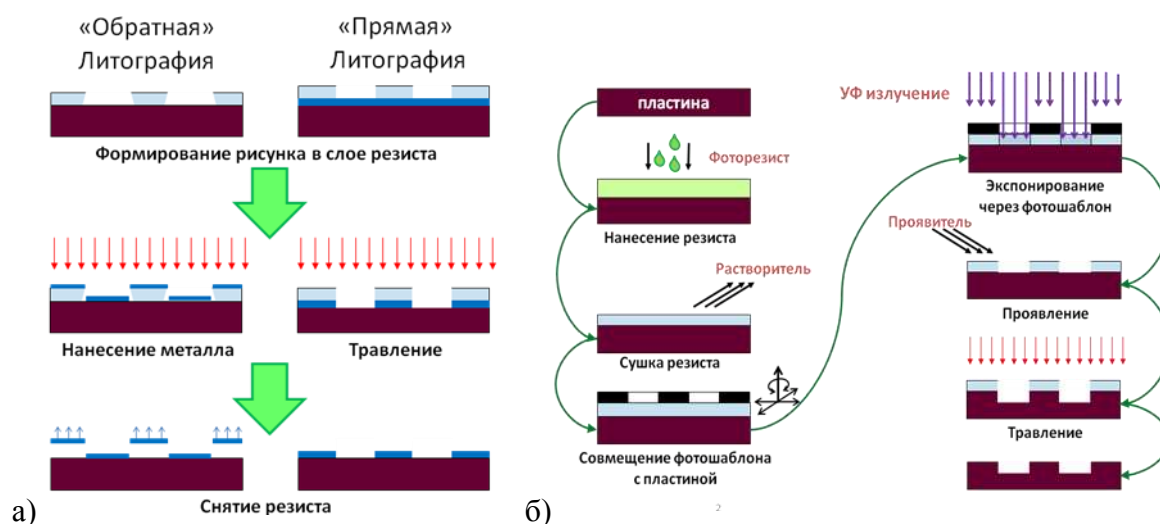 «Обратная»
Литография
«Прямая»
Литография
Формирование рисунка в слое резиста
Нанесение металла
Травление
Снятие резиста
а)
пластина
Фоторезист
Нанесение резиста
Растворитель
Сушка резиста
Совмещение фотошаблона
с пластиной
УФ излучение
Экспонирование
через фотошаблон
Проявитель
Проявление
Травление
б)
2